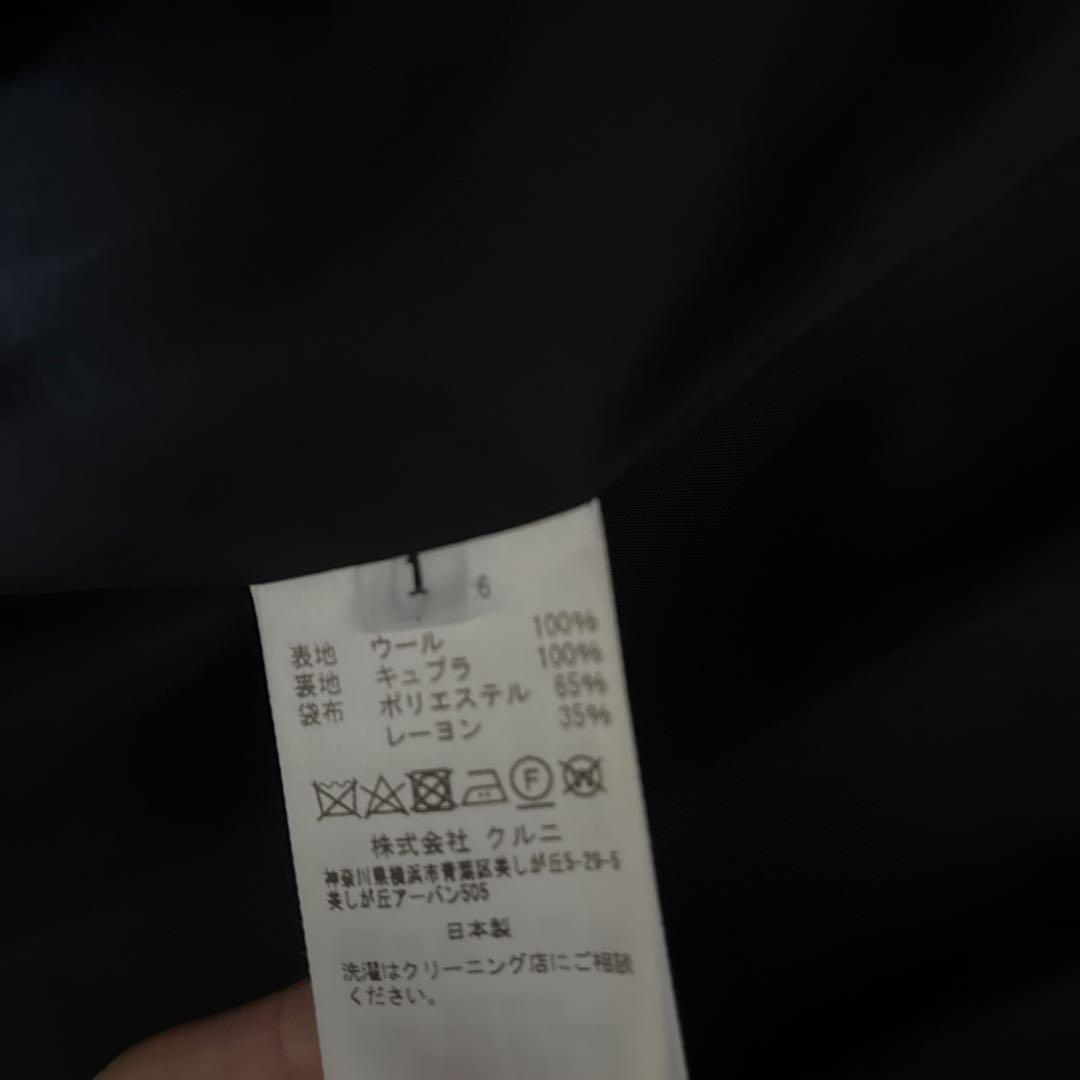 1 6
表地 ウール 100%
裏地 キュプラ 100%
袋布 ポリエステル 65%
レーヨン 35%
F W
株式会社 クルニ
神奈川県横浜市青葉区美しが丘5-29-5
美しが丘アーバン505
日本製
洗濯はクリーニング店にご相談
ください。